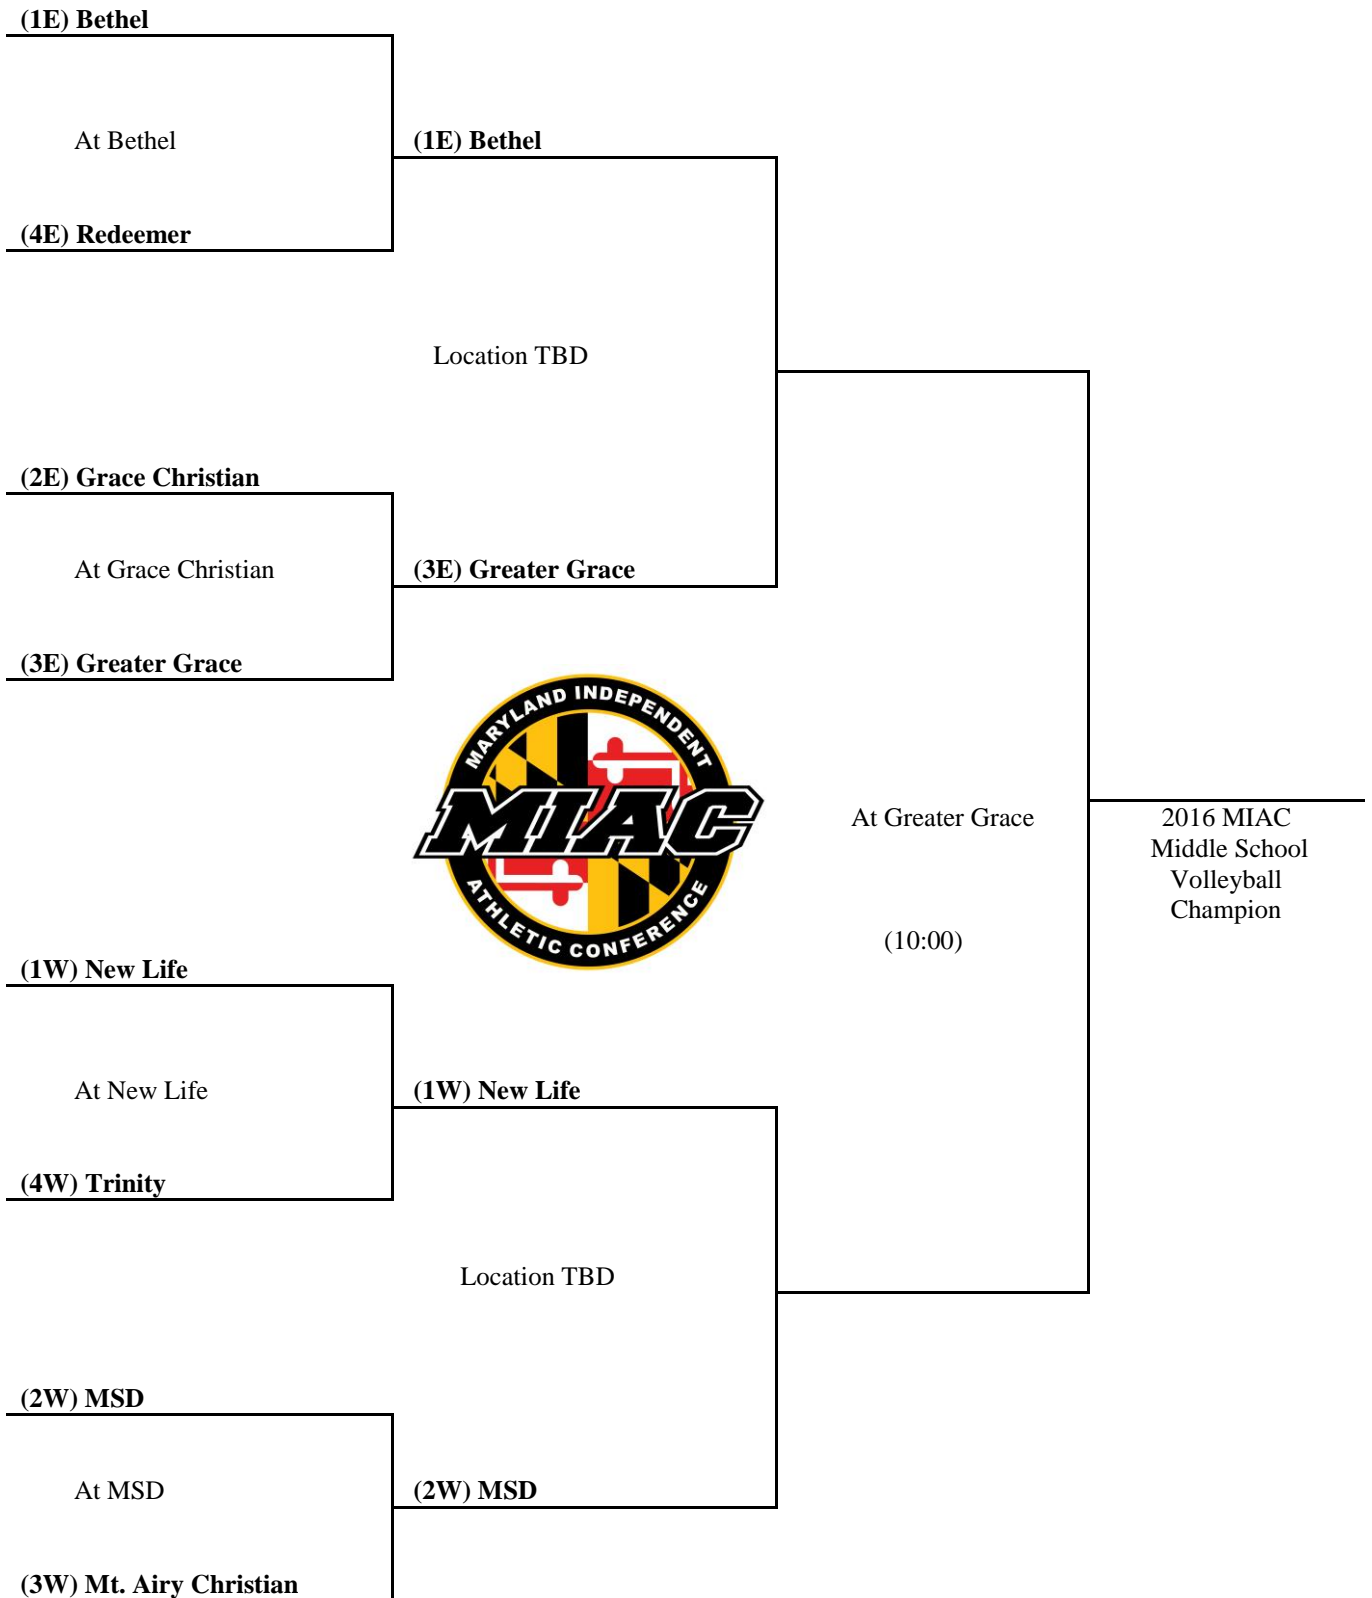 (1E) Bethel
At Bethel
(1E) Bethel
(4E) Redeemer
Location TBD
(2E) Grace Christian
At Grace Christian
(3E) Greater Grace
(3E) Greater Grace
MARYLAND INDEPENDENT
MIAC
ATHLETIC CONFERENCE
At Greater Grace
(10:00)
2016 MIAC
Middle School
Volleyball
Champion
(1W) New Life
At New Life
(1W) New Life
(4W) Trinity
Location TBD
(2W) MSD
At MSD
(2W) MSD
(3W) Mt. Airy Christian